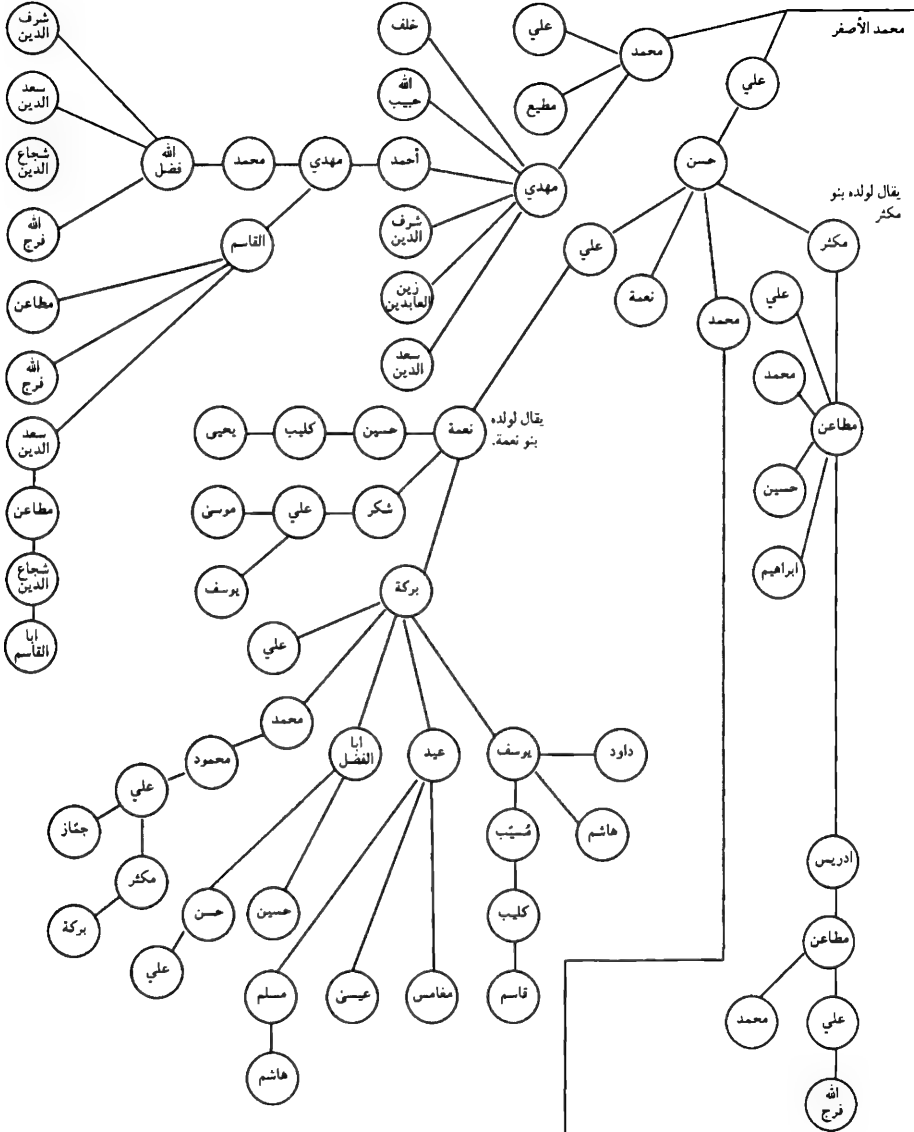 محمد الأصفر
محمد
علي
مطيع
علي
حسن
يقال لولده بنو
مكثر
مكثر
محمد
نعمة
علي
علي
محمد
مطاعن
حسين
ابراهيم
ادريس
مطاعن
محمد
علي
الله
فرج
مهدي
خلف
الله
حبيب
أحمد
شرف
الدين
زين
العابدين
سعد
الدين
مهدي
محمد
الله
فضل
شرف
الدين
سعد
الدين
شجاع
الدين
الله
فرج
القاسم
مطاعن
الله
فرج
سعد
الدين
مطاعن
شجاع
الدين
ابا
القاسم
يقال لولده
بنو نعمة.
نعمة
حسين
كليب
يحيى
شكر
علي
موسى
يوسف
بركة
علي
محمد
محمود
علي
جمّاز
مكثر
بركة
ابا
الفضل
حسين
حسن
علي
عيد
مغامس
عيسى
مسلم
هاشم
يوسف
داود
هاشم
مُسيّب
كليب
قاسم